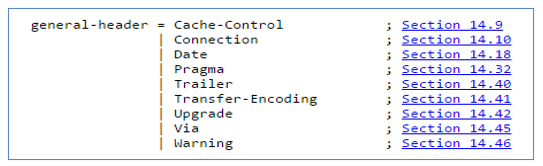 general-header = Cache-Control ; Section 14.9
| Connection ; Section 14.10
| Date ; Section 14.18
| Pragma ; Section 14.32
| Trailer ; Section 14.40
| Transfer-Encoding ; Section 14.41
| Upgrade ; Section 14.42
| Via ; Section 14.45
| Warning ; Section 14.46